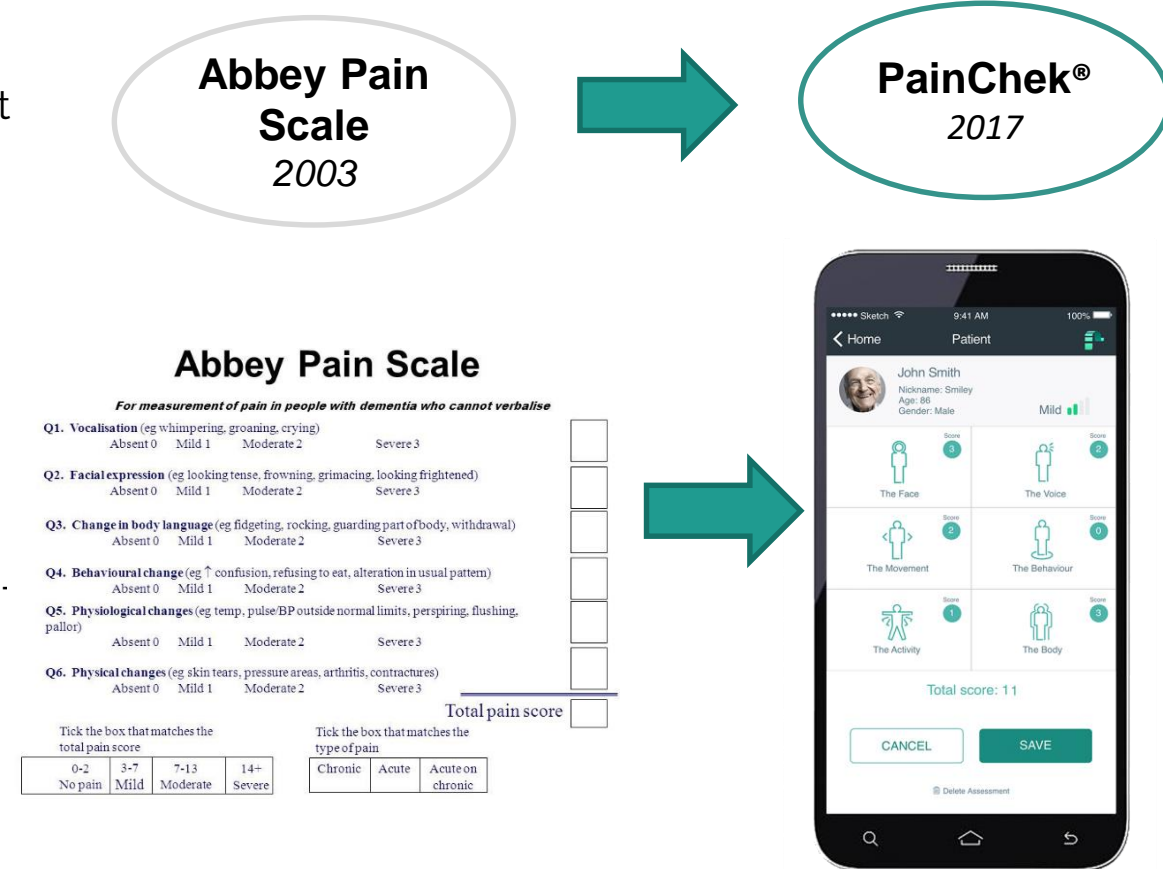 t
Abbey Pain
Scale
2003
PainChek®
2017
Abbey Pain Scale
For measurement of pain in people with dementia who cannot verbalise
Q1. Vocalisation (eg whimpering, groaning, crying)
Absent 0 Mild 1 Moderate 2 Severe 3
Q2. Facial expression (eg looking tense, frowning, grimacing, looking frightened)
Absent 0 Mild 1 Moderate 2 Severe 3
Q3. Change in body language (eg fidgeting, rocking, guarding part of body, withdrawal)
Absent 0 Mild 1 Moderate 2 Severe 3
Q4. Behavioural change (eg ↑ confusion, refusing to eat, alteration in usual pattern)
Absent 0 Mild 1 Moderate 2 Severe 3
Q5. Physiological changes (eg temp, pulse/BP outside normal limits, perspiring, flushing,
pallor)
Absent 0 Mild 1 Moderate 2 Severe 3
Q6. Physical changes (eg skin tears, pressure areas, arthritis, contractures)
Absent 0 Mild 1 Moderate 2 Severe 3
Total pain score
Tick the box that matches the
total pain score
0-2 3-7 7-13 14+
No pain Mild Moderate Severe
Tick the box that matches the
type of pain
Chronic Acute Acute on
chronic
Sketch 9:41 AM 100%
Home Patient
John Smith
Nickname: Smiley
Age: 86
Gender: Male
Mild
Score
3
The Face
Score
2
The Voice
Score
2
The Movement
Score
0
The Behaviour
Score
1
The Activity
Score
3
The Body
Total score: 11
CANCEL SAVE
Delete Assessment